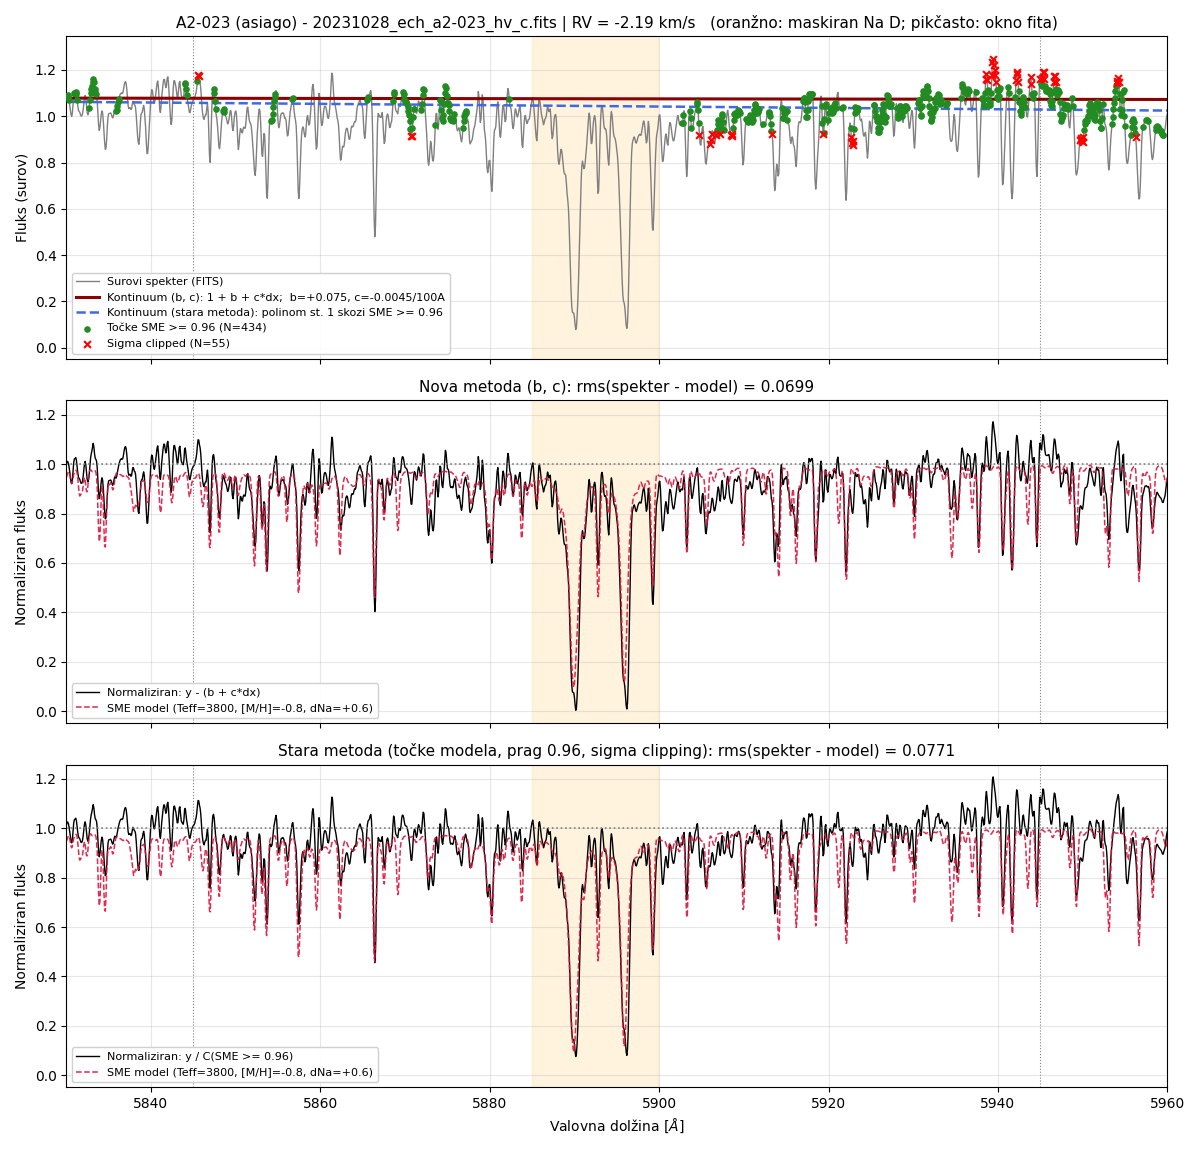 A2-023 (asiago) - 20231028_ech_a2-023_hv_c.fits | RV = -2.19 km/s   (oranžno: maskiran Na D; pikčasto: okno fita)
Fluks (surov)
1.2
1.0
0.8
0.6
0.4
0.2
0.0
Surovi spekter (FITS)
Kontinuum (b, c): 1 + b + c*dx;  b=+0.075, c=-0.0045/100A
Kontinuum (stara metoda): polinom st. 1 skozi SME >= 0.96
Točke SME >= 0.96 (N=434)
Sigma clipped (N=55)
Nova metoda (b, c): rms(spekter - model) = 0.0699
Normaliziran fluks
1.2
1.0
0.8
0.6
0.4
0.2
0.0
Normaliziran: y - (b + c*dx)
SME model (Teff=3800, [M/H]=-0.8, dNa=+0.6)
Stara metoda (točke modela, prag 0.96, sigma clipping): rms(spekter - model) = 0.0771
Normaliziran fluks
1.2
1.0
0.8
0.6
0.4
0.2
0.0
Normaliziran: y / C(SME >= 0.96)
SME model (Teff=3800, [M/H]=-0.8, dNa=+0.6)
5840 5860 5880 5900 5920 5940 5960
Valovna dolžina [Å]